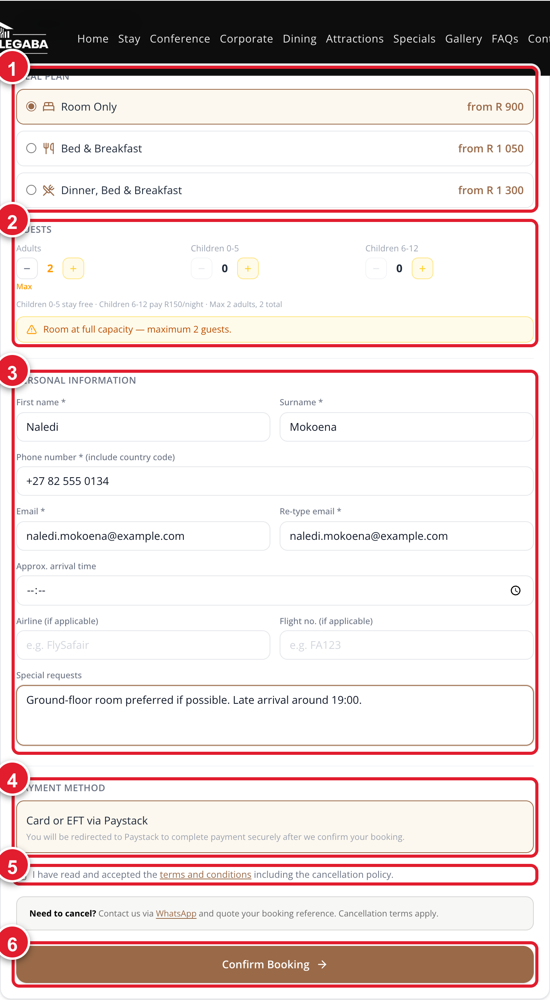 LEGABA
Home Stay Conference Corporate Dining Attractions Specials Gallery FAQs Cont
1
EAL PLAN
Room Only from R 900
Bed & Breakfast from R 1 050
Dinner, Bed & Breakfast from R 1 300
2
UESTS
Adults Children 0-5 Children 6-12
− 2 + − 0 + − 0 +
Max
Children 0-5 stay free · Children 6-12 pay R150/night · Max 2 adults, 2 total
Room at full capacity — maximum 2 guests.
3
ERSONAL INFORMATION
First name * Surname *
Naledi Mokoena
Phone number * (include country code)
+27 82 555 0134
Email * Re-type email *
naledi.mokoena@example.com naledi.mokoena@example.com
Approx. arrival time
--:--
Airline (if applicable) Flight no. (if applicable)
e.g. FlySafair e.g. FA123
Special requests
Ground-floor room preferred if possible. Late arrival around 19:00.
4
AYMENT METHOD
Card or EFT via Paystack
You will be redirected to Paystack to complete payment securely after we confirm your booking.
5
I have read and accepted the terms and conditions including the cancellation policy.
Need to cancel? Contact us via WhatsApp and quote your booking reference. Cancellation terms apply.
6
Confirm Booking →